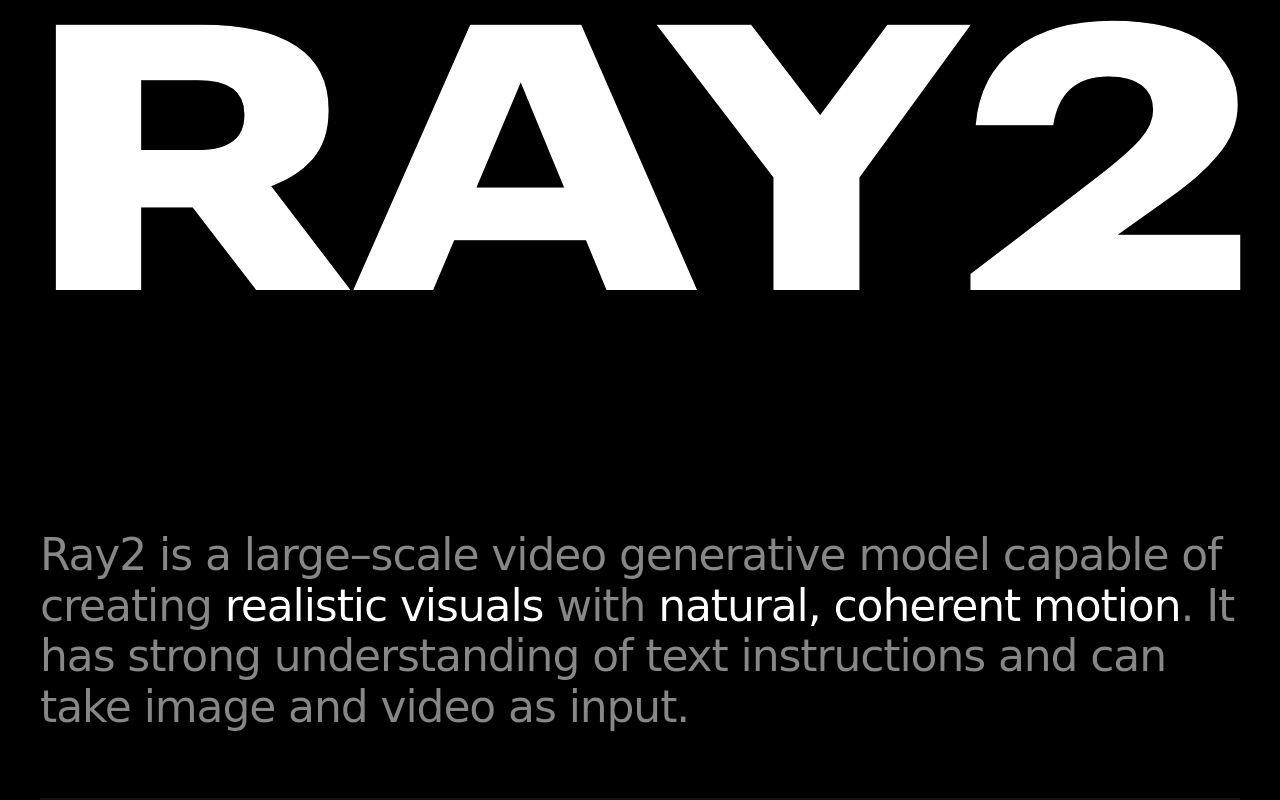 RAY2
Ray2 is a large–scale video generative model capable of
creating realistic visuals with natural, coherent motion. It
has strong understanding of text instructions and can
take image and video as input.